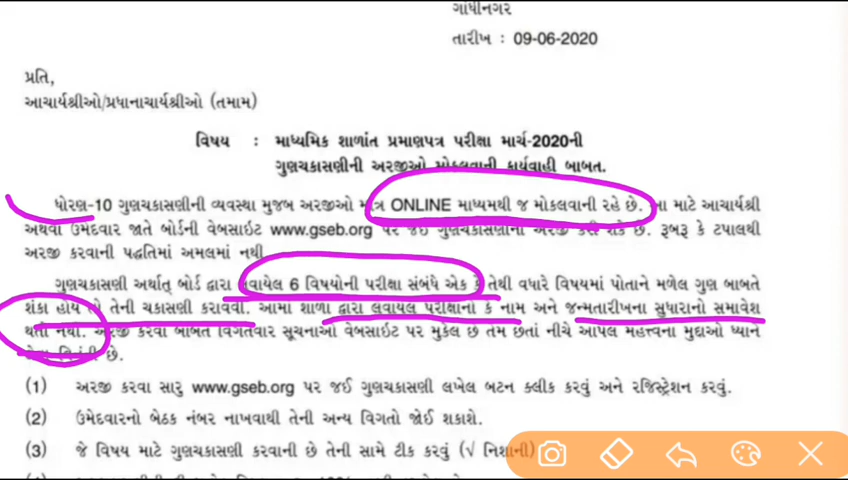 ગાંધીનગર
તારીખ : 09-06-2020
પ્રતિ,
આચાર્યશ્રીઓ/પ્રધાનાચાર્યશ્રીઓ (તમામ)
વિષય : માધ્યમિક શાળાંત પ્રમાણપત્ર પરીક્ષા માર્ચ-2020ની
ગુણચકાસણીની અરજીઓ મોકલવાની કાર્યવાહી બાબત.
ધોરણ-10 ગુણચકાસણીની વ્યવસ્થા મુજબ અરજીઓ માત્ર ONLINE માધ્યમથી જ મોકલવાની રહે છે. આ માટે આચાર્યશ્રી
અથવા ઉમેદવાર જાતે બોર્ડની વેબસાઇટ www.gseb.org પર જઈ ગુણચકાસણીની અરજી કરી શકે છે. રૂબરૂ કે ટપાલથી
અરજી કરવાની પદ્ધતિમાં અમલમાં નથી
ગુણચકાસણી અર્થાત્ બોર્ડ દ્વારા લવાયેલ 6 વિષયોની પરીક્ષા સંબંધે એક કે તેથી વધારે વિષયમાં પોતાને મળેલ ગુણ બાબતે
શંકા હોય તો તેની ચકાસણી કરાવવી. આમાં શાળા દ્વારા લવાયલ પરીક્ષાનો કે નામ અને જન્મતારીખના સુધારાનો સમાવેશ
થતો નથી. અરજી કરવા બાબત વિગતવાર સૂચનાઓ વેબસાઈટ પર મુકેલ છે તેમ છતાં નીચે આપેલ મહત્ત્વના મુદ્દાઓ ધ્યાને
લેવા વિનંતી છે.
(1) અરજી કરવા સારુ www.gseb.org પર જઈ ગુણચકાસણી લખેલ બટન ક્લીક કરવું અને રજિસ્ટ્રેશન કરવું.
(2) ઉમેદવારનો બેઠક નંબર નાખવાથી તેની અન્ય વિગતો જોઈ શકાશે.
(3) જે વિષય માટે ગુણચકાસણી કરવાની છે તેની સામે ટીક કરવું (√ નિશાની)